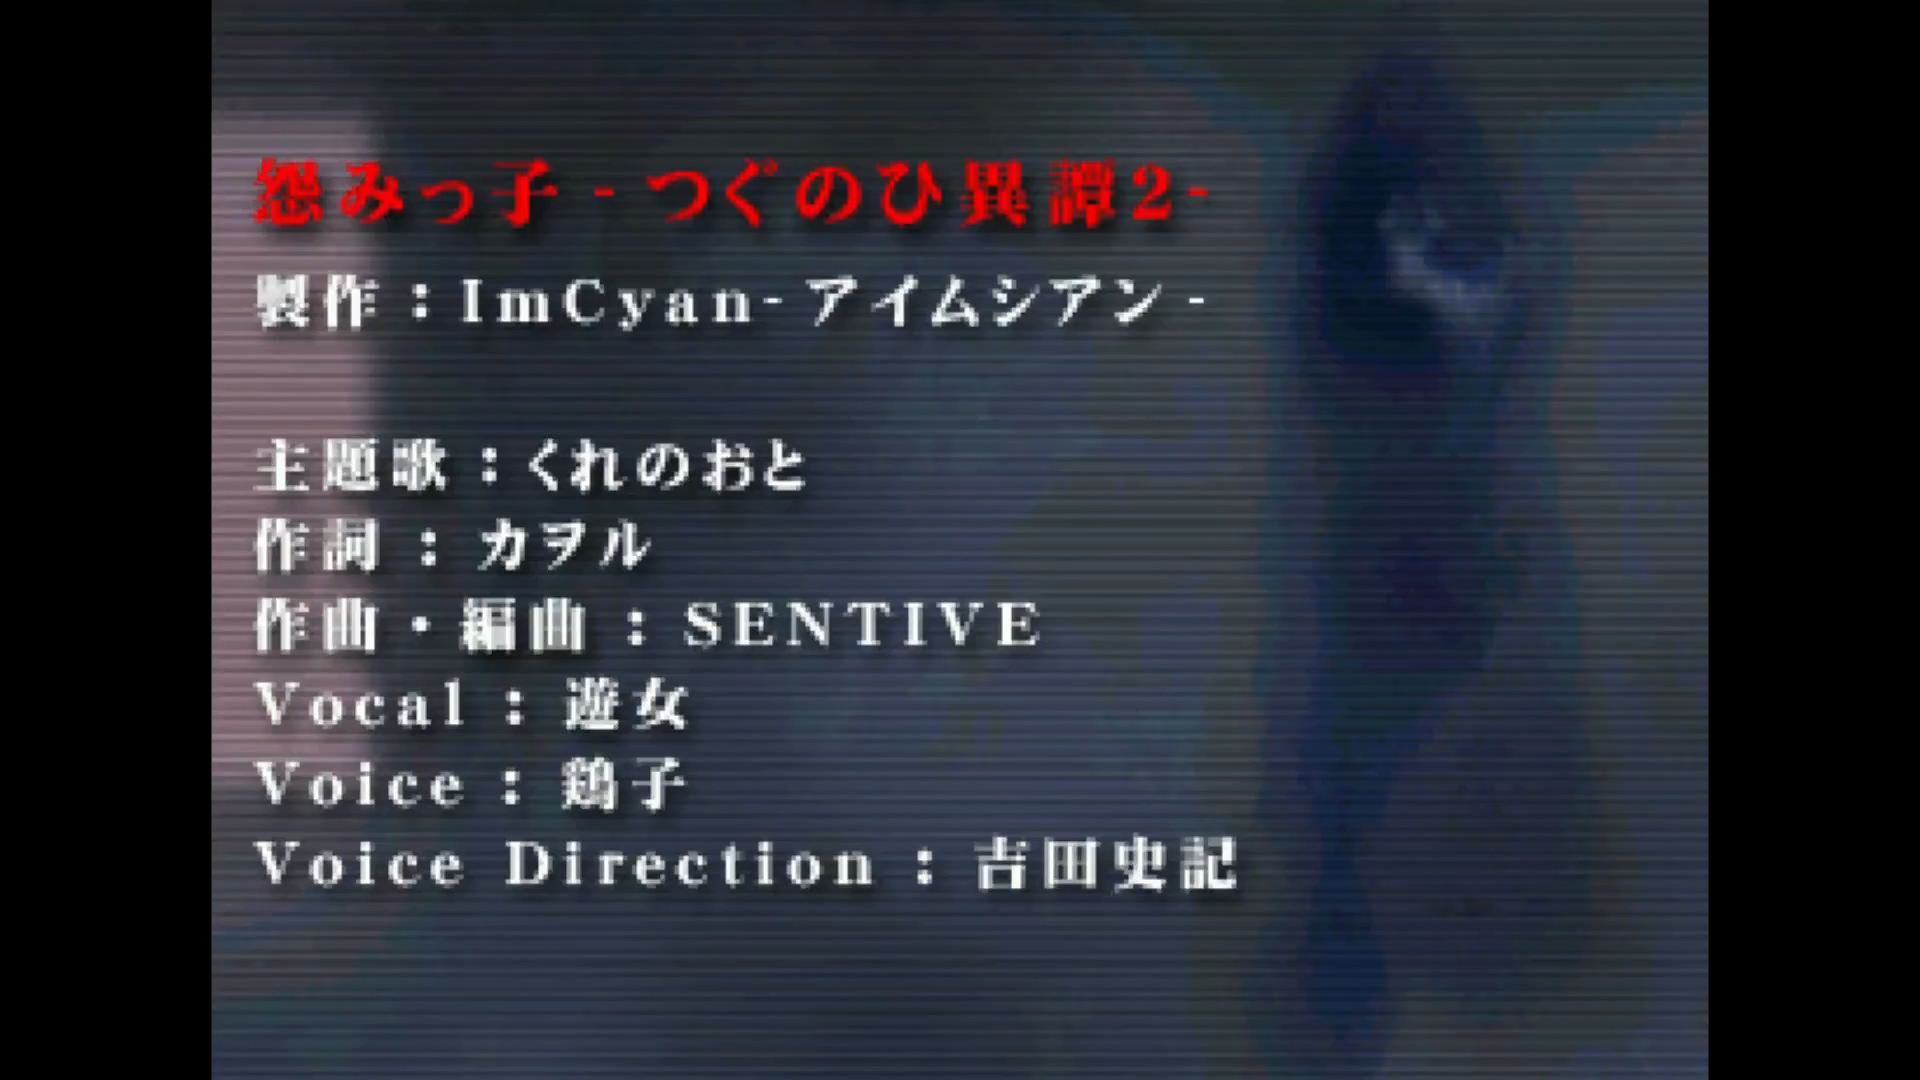 怨みっ子 - つぐのひ異譚2-
製作：ImCyan-アイムシアン-
主題歌：くれのおと
作詞 : カヲル
作曲・編曲 : SENTIVE
Vocal : 遊女
Voice : 鶏子
Voice Direction : 吉田史記